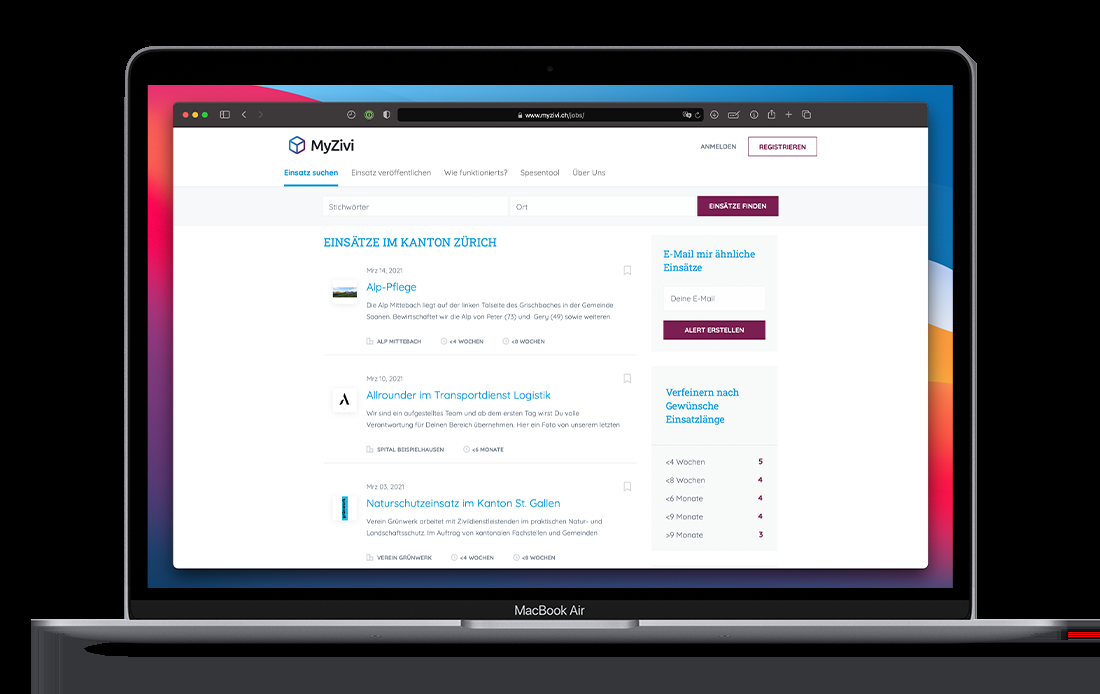 www.myzivi.ch/jobs/
MyZivi
ANMELDEN
REGISTRIEREN
Einsatz suchen
Einsatz veröffentlichen
Wie funktionierts?
Spesentool
Über Uns
Stichwörter
Ort
EINSÄTZE FINDEN
EINSÄTZE IM KANTON ZÜRICH
Mrz 14, 2021
Alp-Pflege
Die Alp Mittebach liegt auf der linken Talseite des Grischbaches in der Gemeinde
Saanen. Bewirtschaftet wir die Alp von Peter (73) und Gery (49) sowie weiteren
ALP MITTEBACH
<4 WOCHEN
<8 WOCHEN
Mrz 10, 2021
Allrounder im Transportdienst Logistik
Wir sind ein aufgestelltes Team und ab dem ersten Tag wirst Du volle
Verantwortung für Deinen Bereich übernehmen. Hier ein Foto von unserem letzten
SPITAL BEISPIELHAUSEN
<6 MONATE
Mrz 03, 2021
Naturschutzeinsatz im Kanton St. Gallen
Verein Grünwerk arbeitet mit Zivildienstleistenden im praktischen Natur- und
Landschaftsschutz. Im Auftrag von kantonalen Fachstellen und Gemeinden
VEREIN GRÜNWERK
<4 WOCHEN
<8 WOCHEN
E-Mail mir ähnliche
Einsätze
Deine E-Mail
ALERT ERSTELLEN
Verfeinern nach
Gewünsche
Einsatzlänge
<4 Wochen 5
<8 Wochen 4
<6 Monate 4
<9 Monate 4
>9 Monate 3
MacBook Air